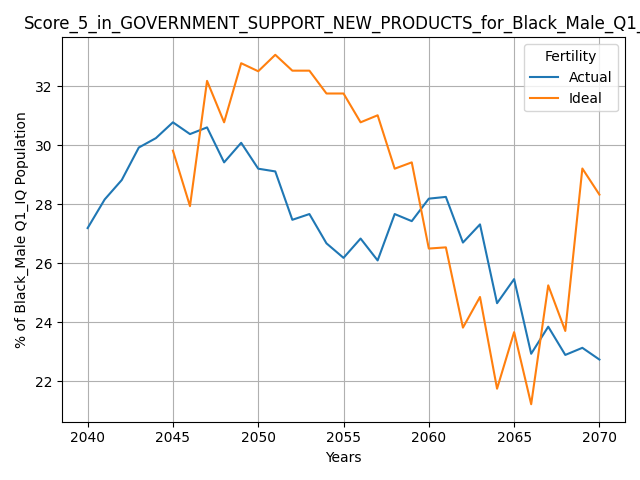 Score_5_in_GOVERNMENT_SUPPORT_NEW_PRODUCTS_for_Black_Male_Q1_
Fertility
Actual
Ideal
% of Black_Male Q1_IQ Population
32
30
28
26
24
22
2040 2045 2050 2055 2060 2065 2070
Years